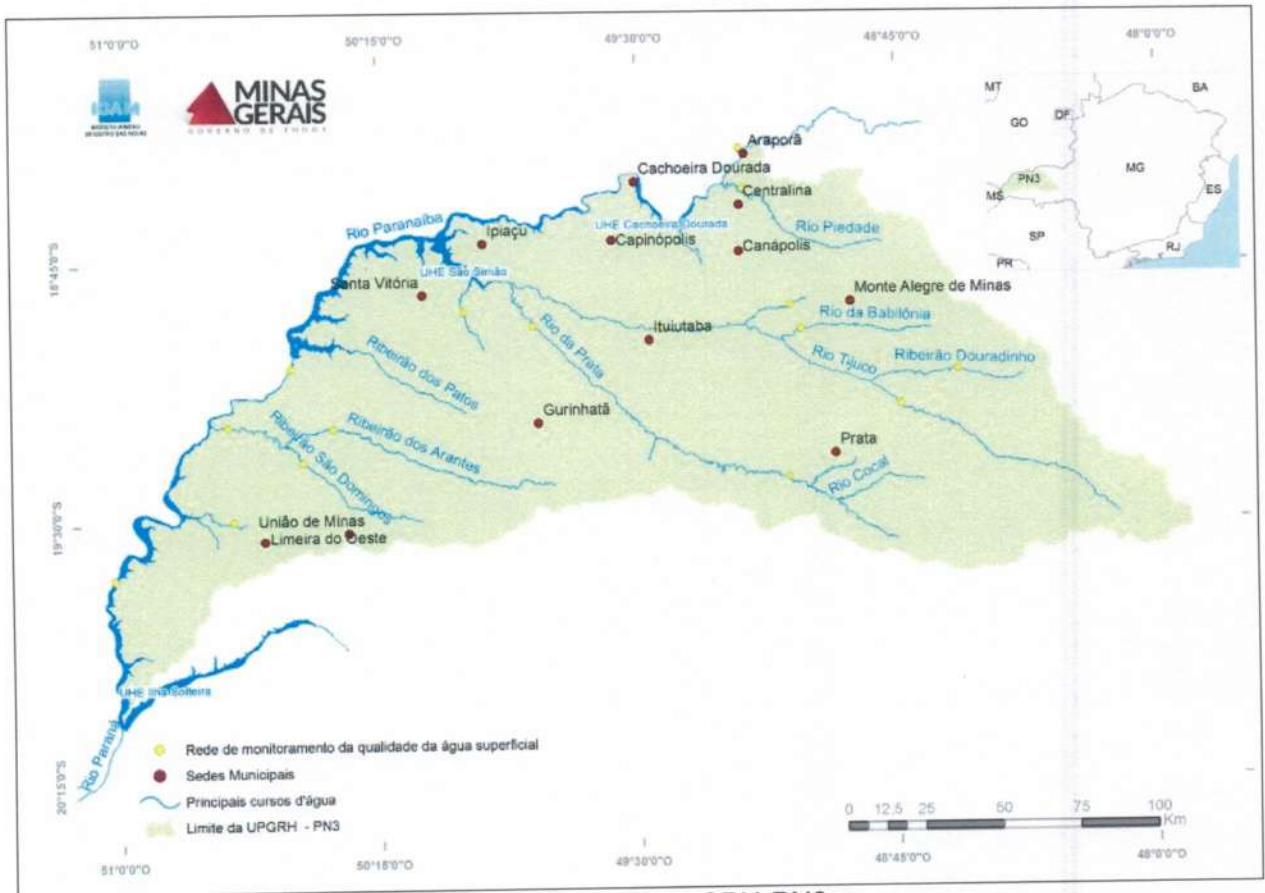 51°0'0"O
50°15'0"O
49°30'0"O
48°45'0"O
48°0'0"O
MINAS
GERAIS
GOVERNO DE TODOS
MT
GO
DF
BA
PN3
MG
MS
ES
SP
RJ
PR
Araporã
Cachoeira Dourada
Centralina
Rio Paranaíba
Ipiaçu
UHE Cachoeira Dourada
Rio Piedade
Capinópolis
Canápolis
18°45'0"S
UHE São Simão
Santa Vitória
Monte Alegre de Minas
Rio da Babilônia
Ituiutaba
Rio da Prata
Rio Tijuco
Ribeirão Douradinho
Ribeirão dos Patos
Gurinhatã
Ribeirão dos Arantes
Prata
Ribeirão São Domingos
Rio Cocal
19°30'0"S
União de Minas
Limeira do Oeste
UHE Ilha Solteira
Rio Paraná
20°15'0"S
Rede de monitoramento da qualidade da água superficial
Sedes Municipais
Principais cursos d'água
Limite da UPGRH - PN3
0 12,5 25 50 75 100
Km
51°0'0"O
50°15'0"O
49°30'0"O
48°45'0"O
48°0'0"O